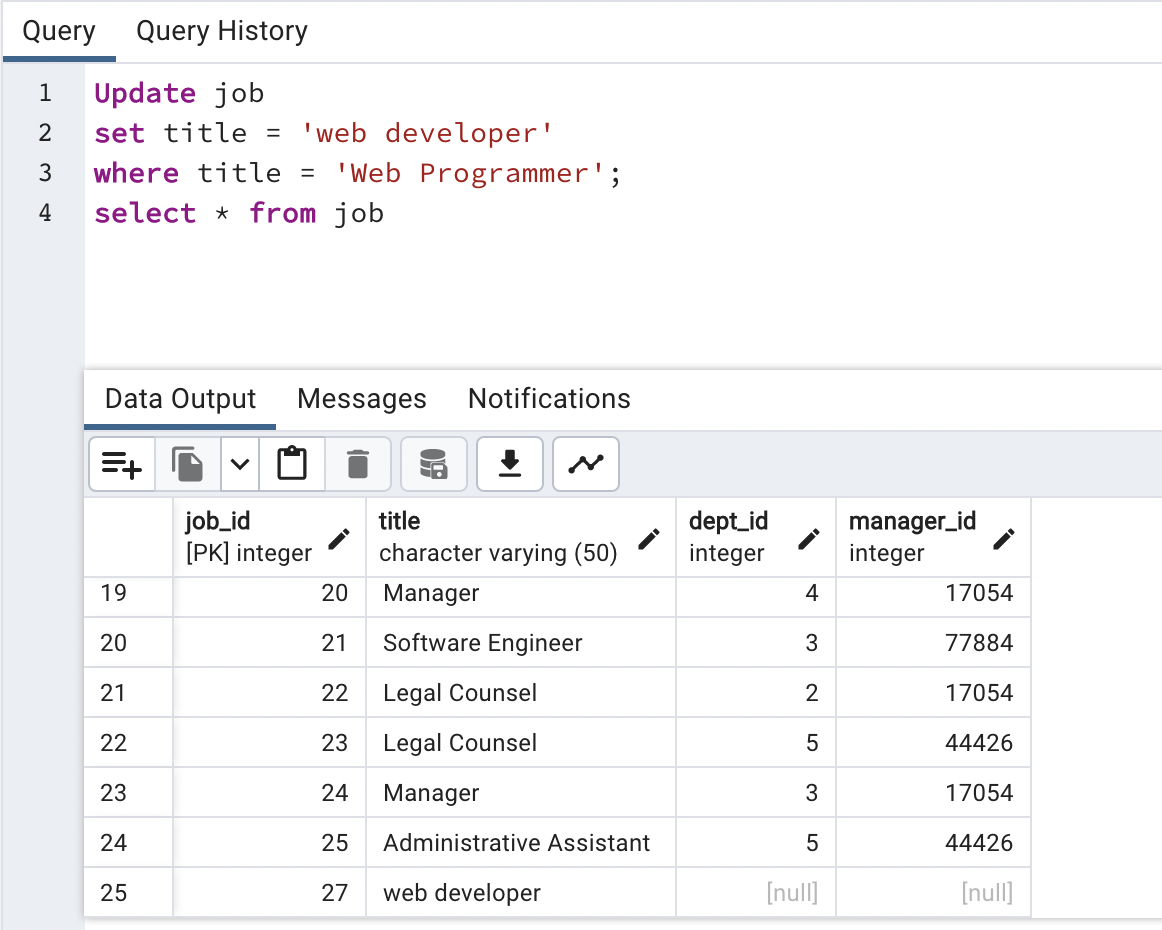 Query Query History
1 Update job
2 set title = 'web developer'
3 where title = 'Web Programmer';
4 select * from job
Data Output Messages Notifications
job_id title dept_id manager_id
[PK] integer character varying (50) integer integer
19 20 Manager 4 17054
20 21 Software Engineer 3 77884
21 22 Legal Counsel 2 17054
22 23 Legal Counsel 5 44426
23 24 Manager 3 17054
24 25 Administrative Assistant 5 44426
25 27 web developer [null] [null]